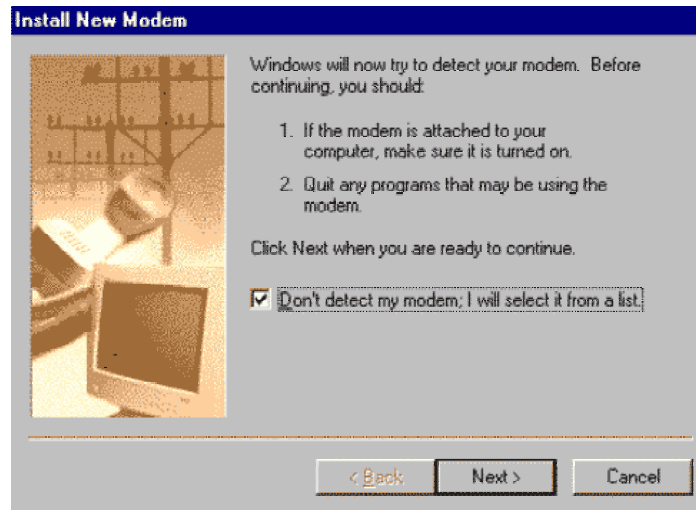 Install New Modem
Windows will now try to detect your modem. Before
continuing, you should:
1. If the modem is attached to your
computer, make sure it is turned on.
2. Quit any programs that may be using the
modem.
Click Next when you are ready to continue.
Don't detect my modem; I will select it from a list.
< Back
Next >
Cancel